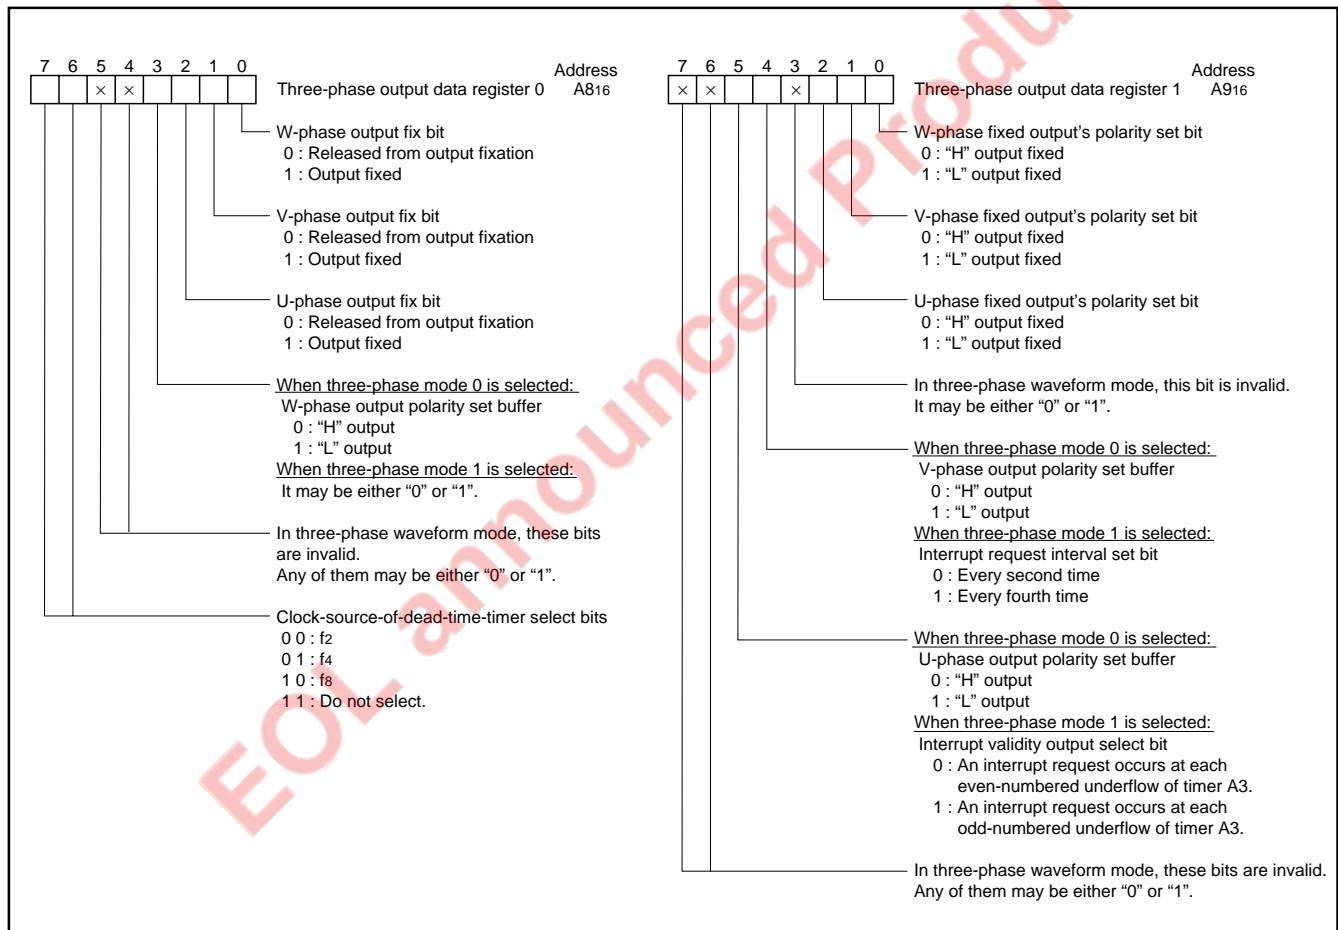 7 6 5 4 3 2 1 0
Address
× ×
Three-phase output data register 0 A816
W-phase output fix bit
0 : Released from output fixation
1 : Output fixed
V-phase output fix bit
0 : Released from output fixation
1 : Output fixed
U-phase output fix bit
0 : Released from output fixation
1 : Output fixed
When three-phase mode 0 is selected:
W-phase output polarity set buffer
0 : “H” output
1 : “L” output
When three-phase mode 1 is selected:
It may be either “0” or “1”.
In three-phase waveform mode, these bits
are invalid.
Any of them may be either “0” or “1”.
Clock-source-of-dead-time-timer select bits
0 0 : f2
0 1 : f4
1 0 : f8
1 1 : Do not select.
7 6 5 4 3 2 1 0
Address
× × ×
Three-phase output data register 1 A916
W-phase fixed output's polarity set bit
0 : “H” output fixed
1 : “L” output fixed
V-phase fixed output's polarity set bit
0 : “H” output fixed
1 : “L” output fixed
U-phase fixed output's polarity set bit
0 : “H” output fixed
1 : “L” output fixed
In three-phase waveform mode, this bit is invalid.
It may be either “0” or “1”.
When three-phase mode 0 is selected:
V-phase output polarity set buffer
0 : “H” output
1 : “L” output
When three-phase mode 1 is selected:
Interrupt request interval set bit
0 : Every second time
1 : Every fourth time
When three-phase mode 0 is selected:
U-phase output polarity set buffer
0 : “H” output
1 : “L” output
When three-phase mode 1 is selected:
Interrupt validity output select bit
0 : An interrupt request occurs at each
even-numbered underflow of timer A3.
1 : An interrupt request occurs at each
odd-numbered underflow of timer A3.
In three-phase waveform mode, these bits are invalid.
Any of them may be either “0” or “1”.
EOL announced Produ